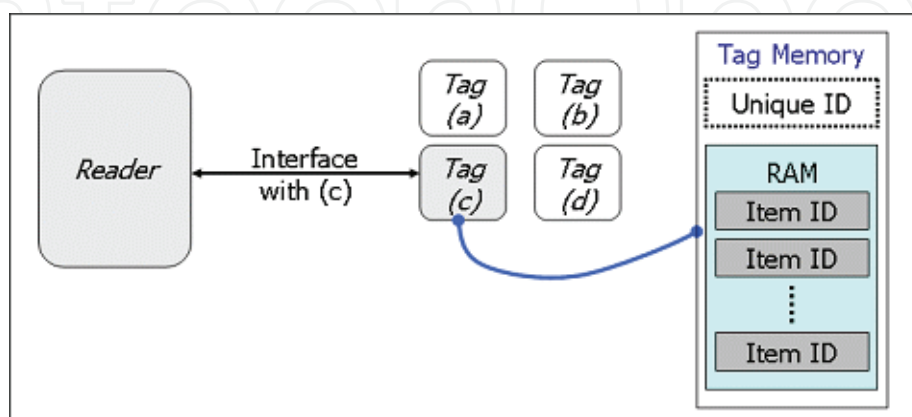 Reader
Interface
with (c)
Tag
(a)
Tag
(b)
Tag
(c)
Tag
(d)
Tag Memory
Unique ID
RAM
Item ID
Item ID
Item ID